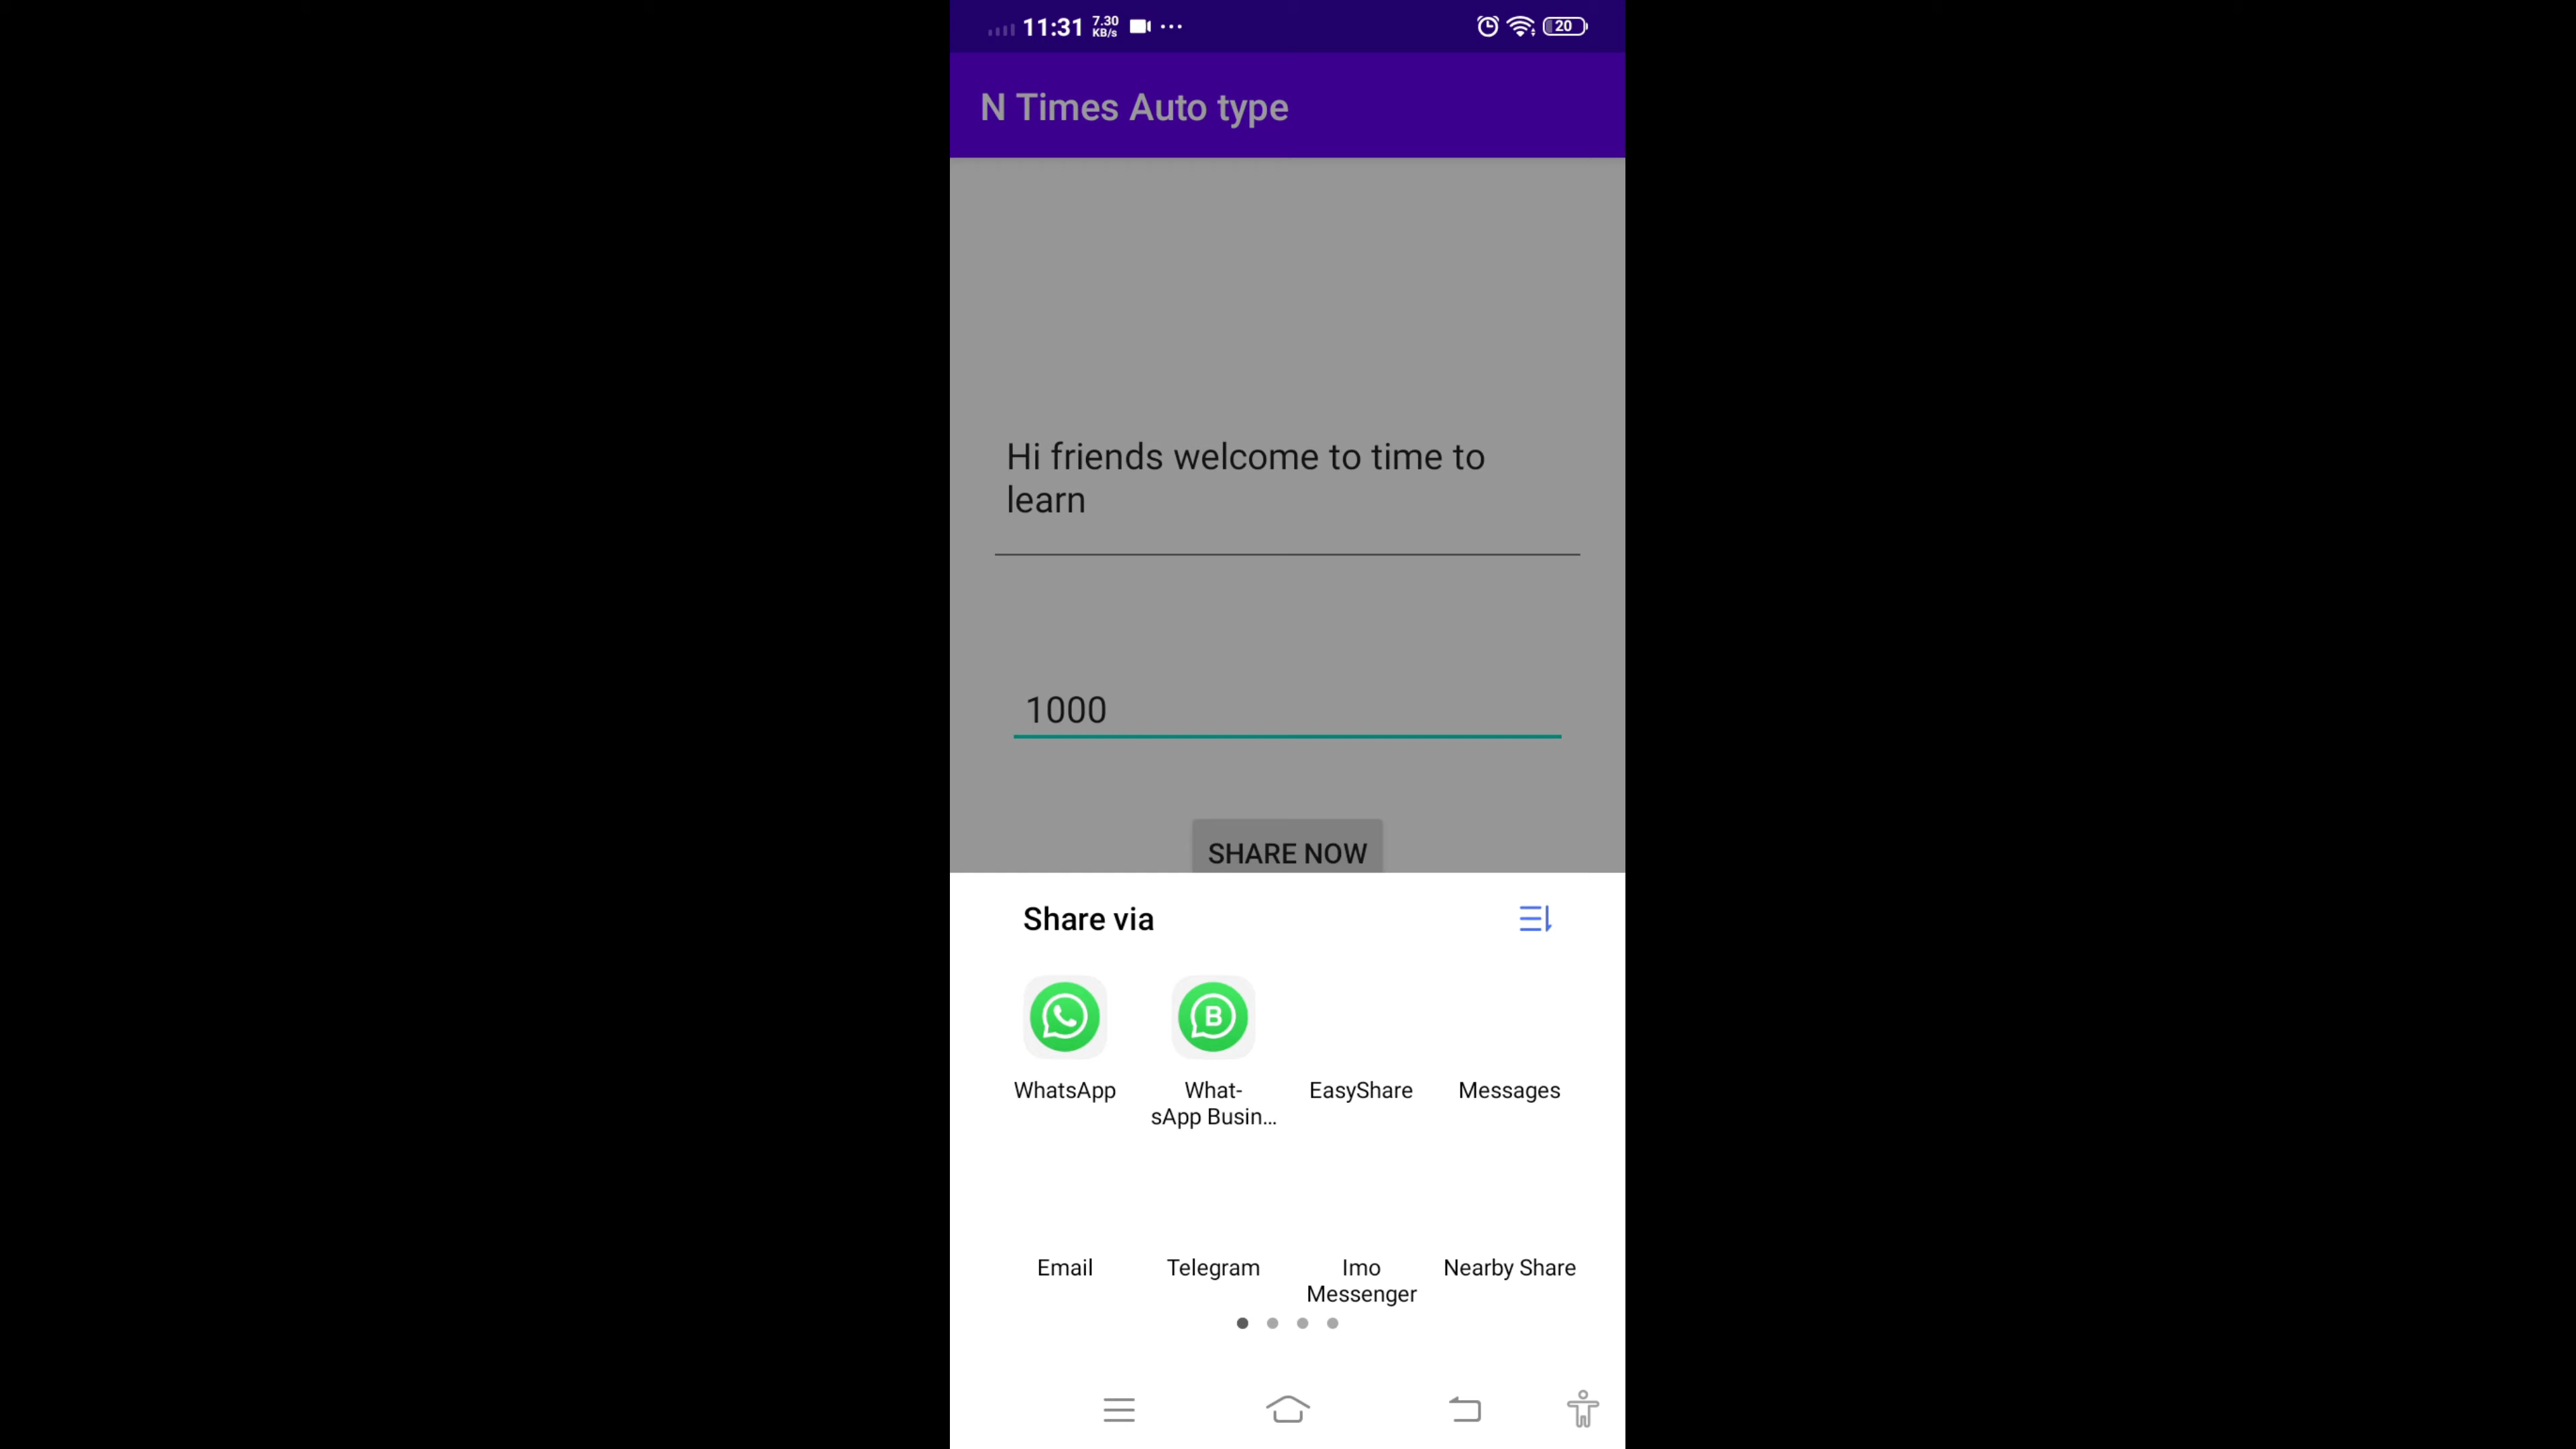 11:31 7.30 KB/s 20
N Times Auto type
Hi friends welcome to time to
learn
1000
SHARE NOW
Share via
B
WhatsApp What-
sApp Busin... EasyShare Messages
Email Telegram Imo
Messenger Nearby Share